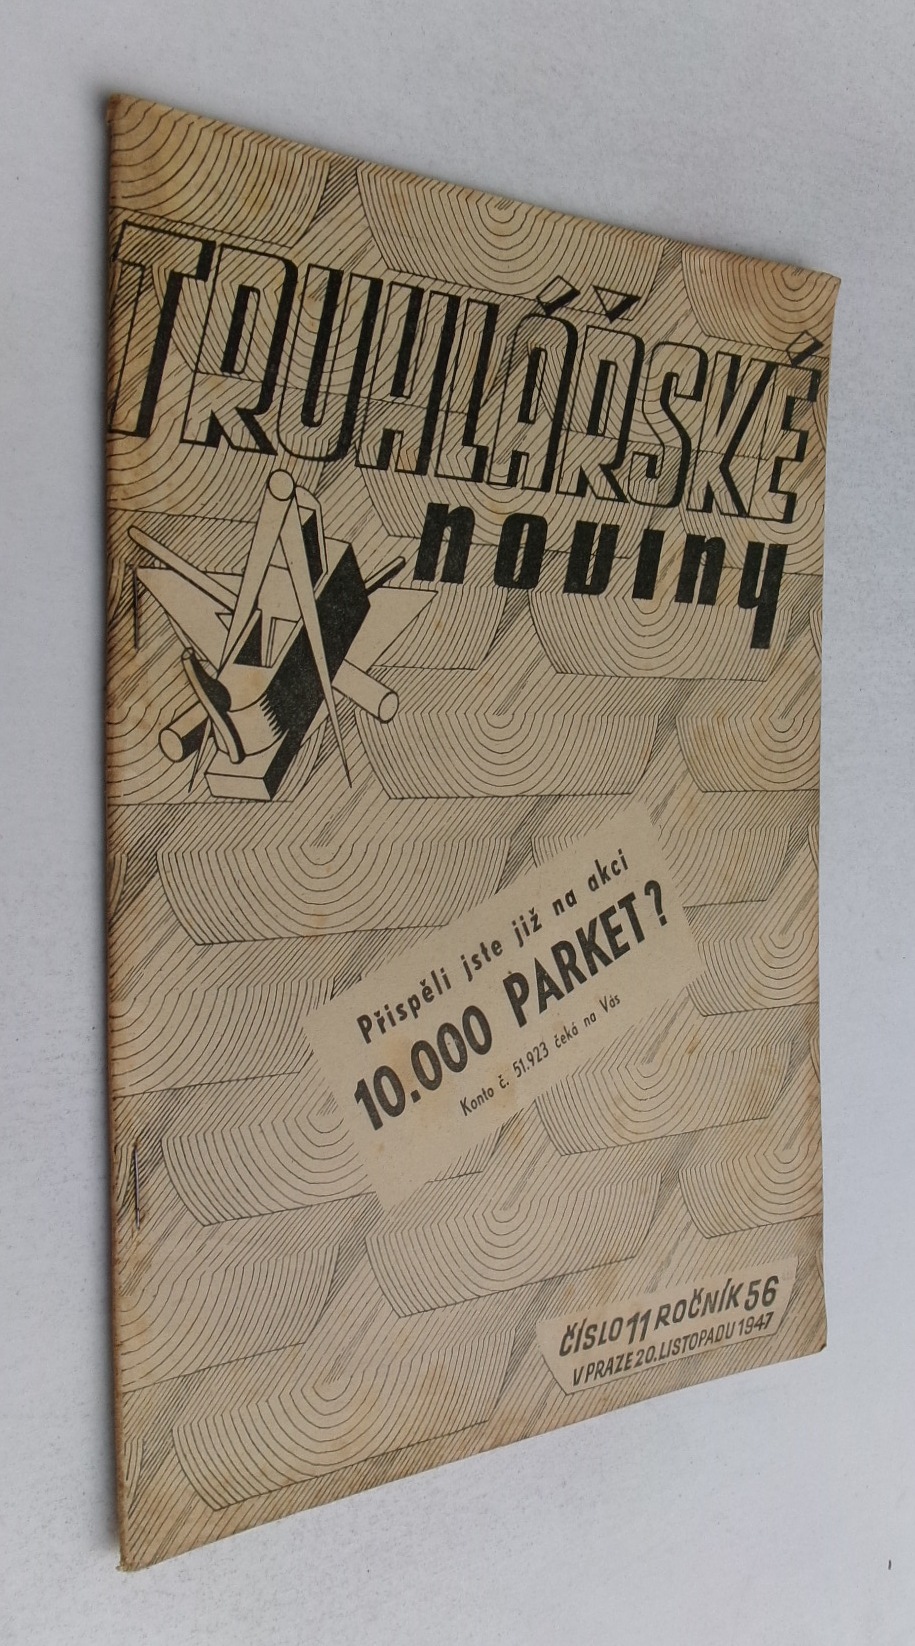 TRUHLÁŘSKÉ
noviny
Přispěli jste již na akci
10.000 PARKET?
Konto č. 51.923 čeká na Vás
ČÍSLO 11 ROČNÍK 56
V PRAZE 20. LISTOPADU 1947